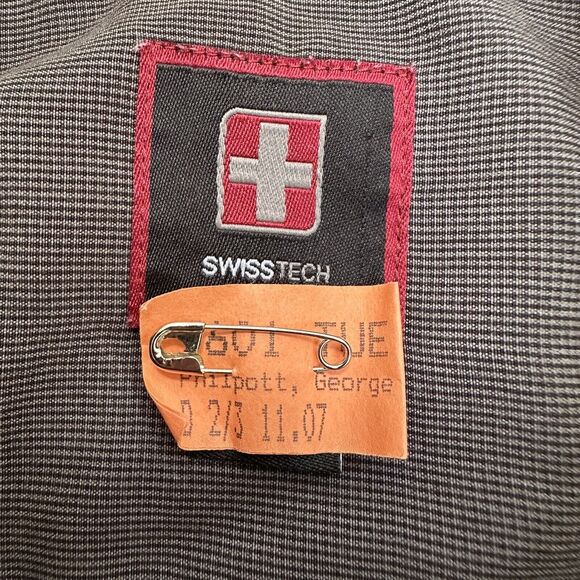 SWISSTECH
601 TUE
Philpott, George
D 2/3 11.07